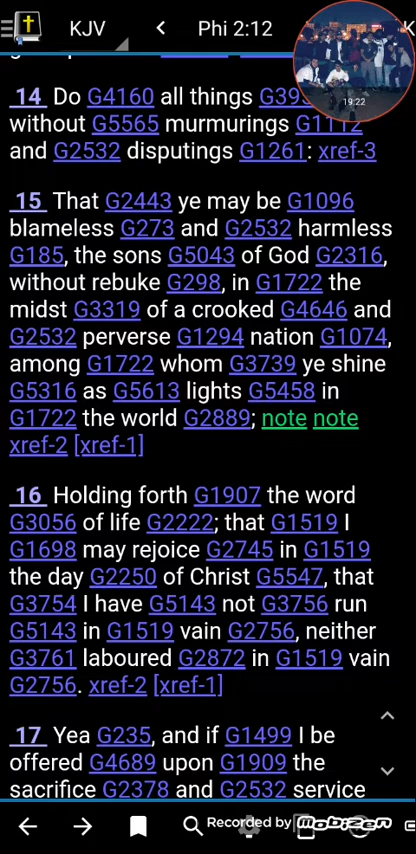 KJV < Phi 2:12
19:22
14 Do G4160 all things
without G5565 murmurings G1112
and G2532 disputings G1261: xref-3
15 That G2443 ye may be G1096
blameless G273 and G2532 harmless
G185, the sons G5043 of God G2316,
without rebuke G298, in G1722 the
midst G3319 of a crooked G4646 and
G2532 perverse G1294 nation G1074,
among G1722 whom G3739 ye shine
G5316 as G5613 lights G5458 in
G1722 the world G2889; note note
xref-2 [xref-1]
16 Holding forth G1907 the word
G3056 of life G2222; that G1519 I
G1698 may rejoice G2745 in G1519
the day G2250 of Christ G5547, that
G3754 I have G5143 not G3756 run
G5143 in G1519 vain G2756, neither
G3761 laboured G2872 in G1519 vain
G2756. xref-2 [xref-1]
17 Yea G235, and if G1499 I be
offered G4689 upon G1909 the
sacrifice G2378 and G2532 service
Recorded by mobizen